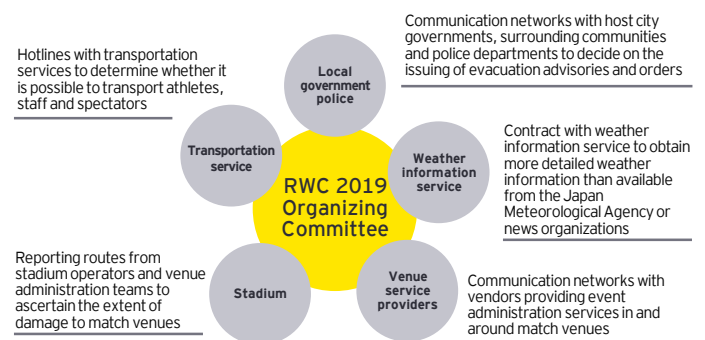 Communication networks with host city
governments, surrounding communities
and police departments to decide on the
issuing of evacuation advisories and orders
Hotlines with transportation
services to determine whether it
is possible to transport athletes,
staff and spectators
Local
government
police
Transportation
service
Weather
information
service
Contract with weather
information service to obtain
more detailed weather
information than available
from the Japan
Meteorological Agency or
news organizations
RWC 2019
Organizing
Committee
Reporting routes from
stadium operators and venue
administration teams to
ascertain the extent of
damage to match venues
Stadium
Venue
service
providers
Communication networks with
vendors providing event
administration services in and
around match venues